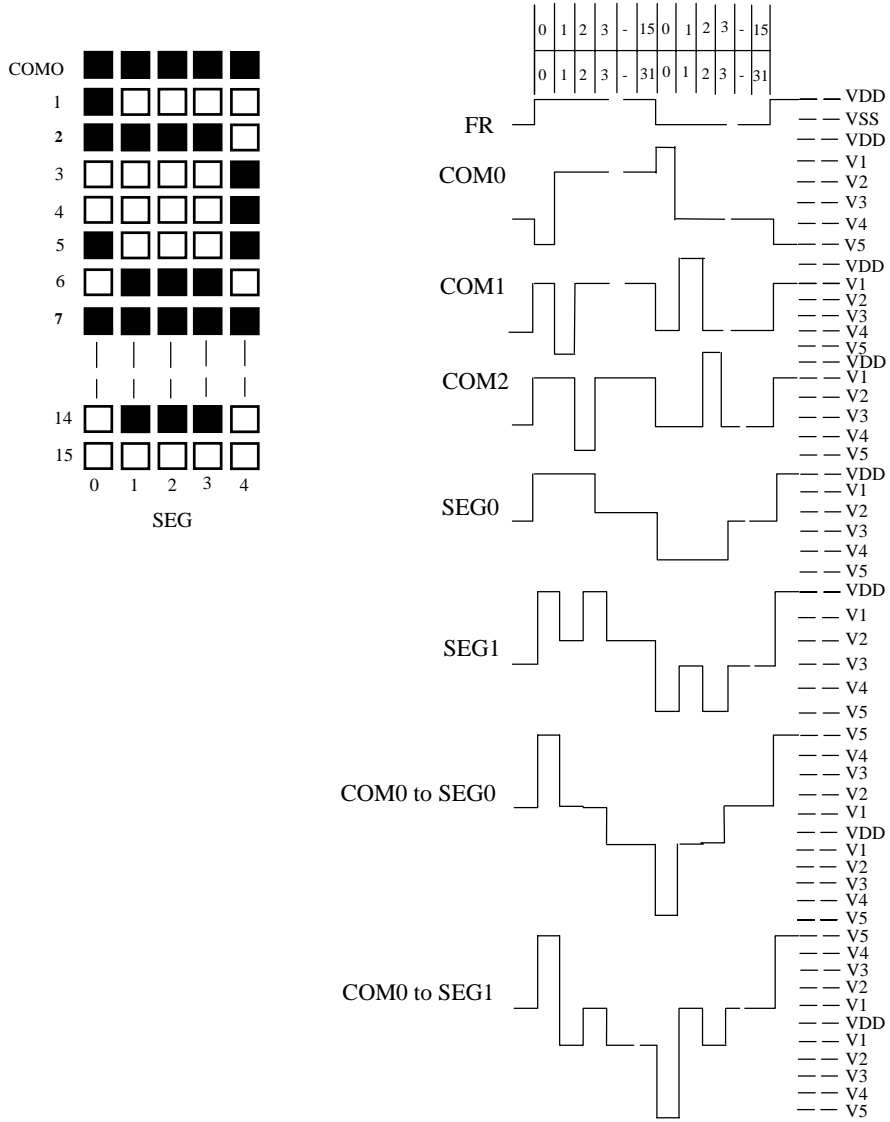 COMO
1
2
3
4
5
6
7
14
15
0 1 2 3 4
SEG
0 1 2 3 - 15 0 1 2 3 - 15
0 1 2 3 - 31 0 1 2 3 - 31
FR
VDD
VSS
COM0
VDD
V1
V2
V3
V4
V5
COM1
VDD
V1
V2
V3
V4
V5
COM2
VDD
V1
V2
V3
V4
V5
SEG0
VDD
V1
V2
V3
V4
V5
SEG1
VDD
V1
V2
V3
V4
V5
COM0 to SEG0
V5
V4
V3
V2
V1
VDD
V1
V2
V3
V4
V5
COM0 to SEG1
V5
V4
V3
V2
V1
VDD
V1
V2
V3
V4
V5